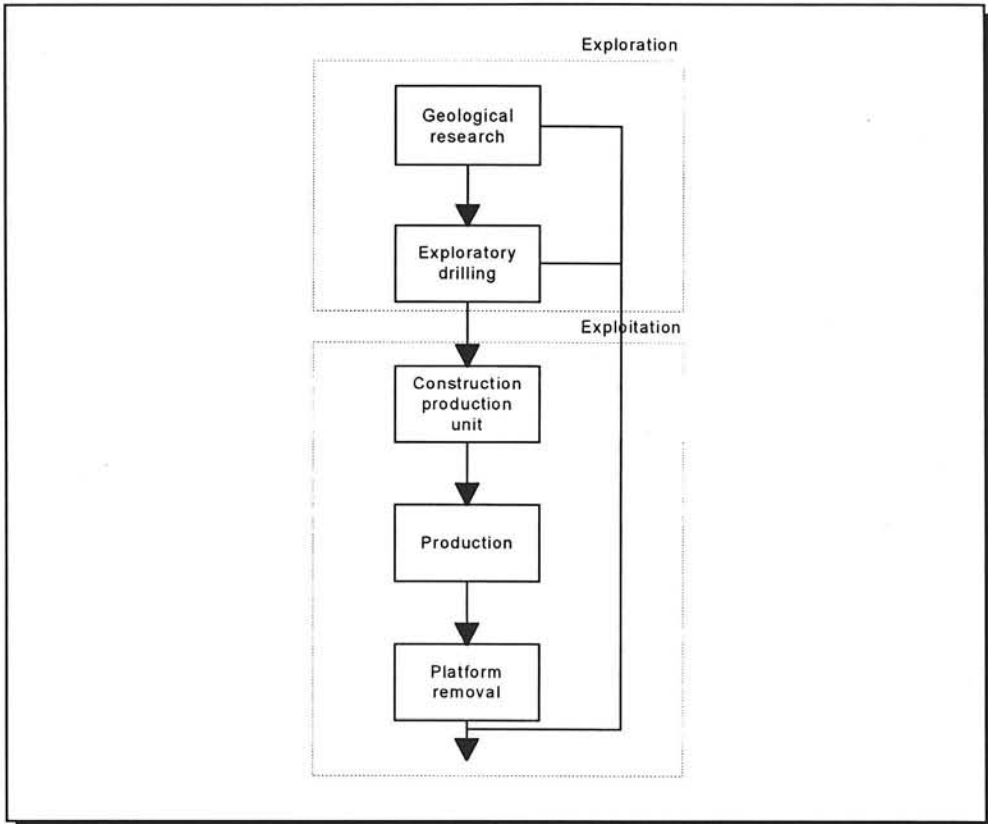 Exploration
Geological
research
Exploratory
drilling
Exploitation
Construction
production
unit
Production
Platform
removal